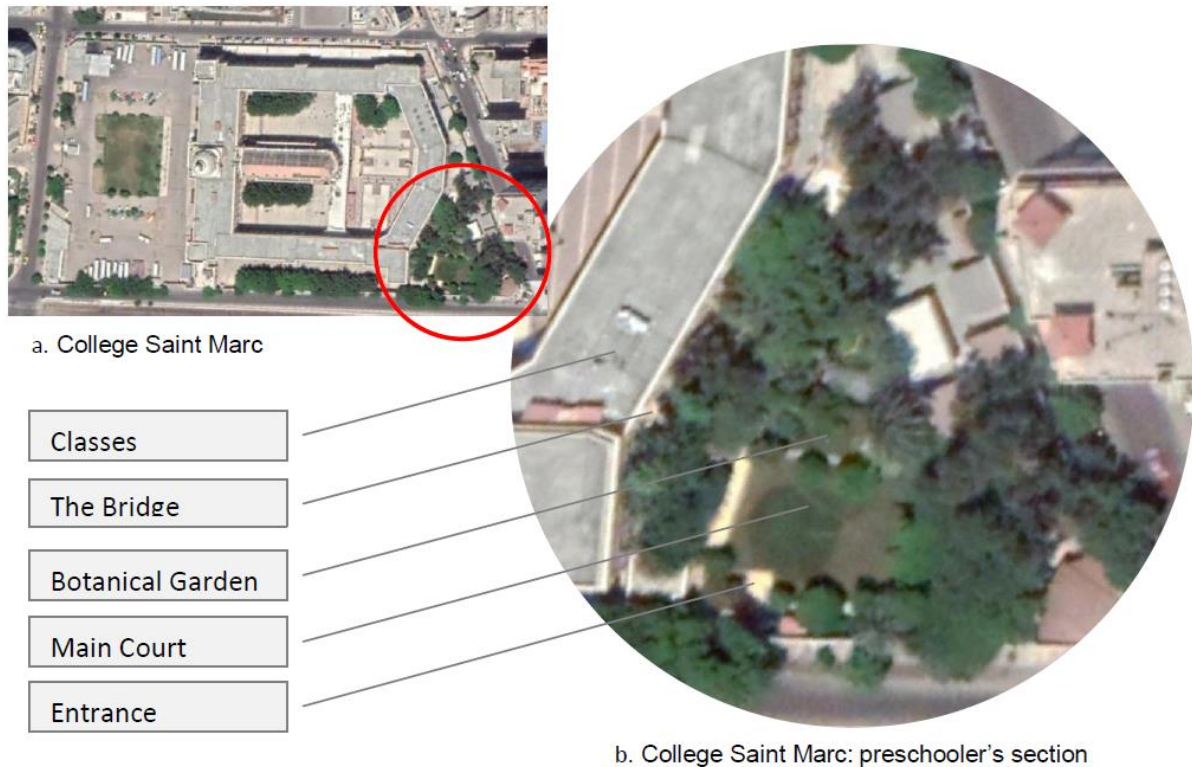 a. College Saint Marc
Classes
The Bridge
Botanical Garden
Main Court
Entrance
b. College Saint Marc: preschooler's section